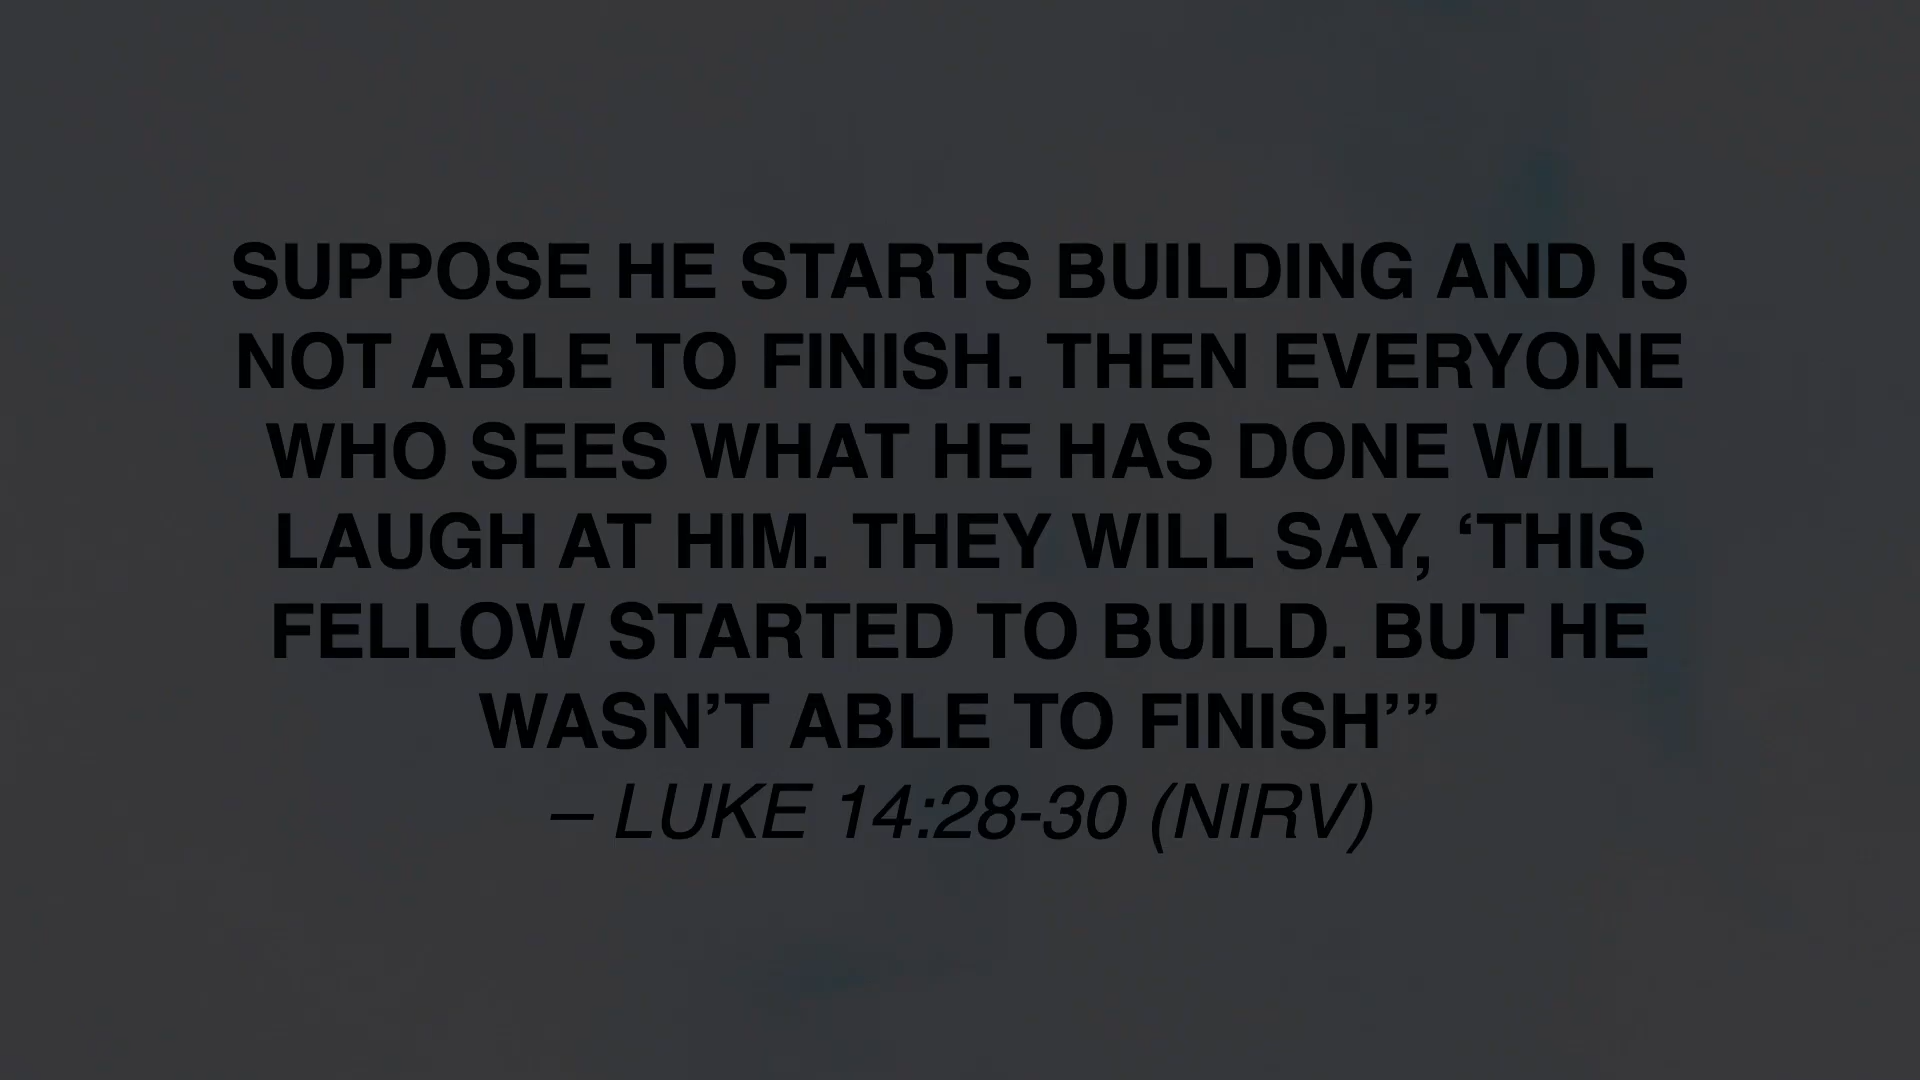 SUPPOSE HE STARTS BUILDING AND IS
NOT ABLE TO FINISH. THEN EVERYONE
WHO SEES WHAT HE HAS DONE WILL
LAUGH AT HIM. THEY WILL SAY, ‘THIS
FELLOW STARTED TO BUILD. BUT HE
WASN’T ABLE TO FINISH’”
– LUKE 14:28-30 (NIRV)